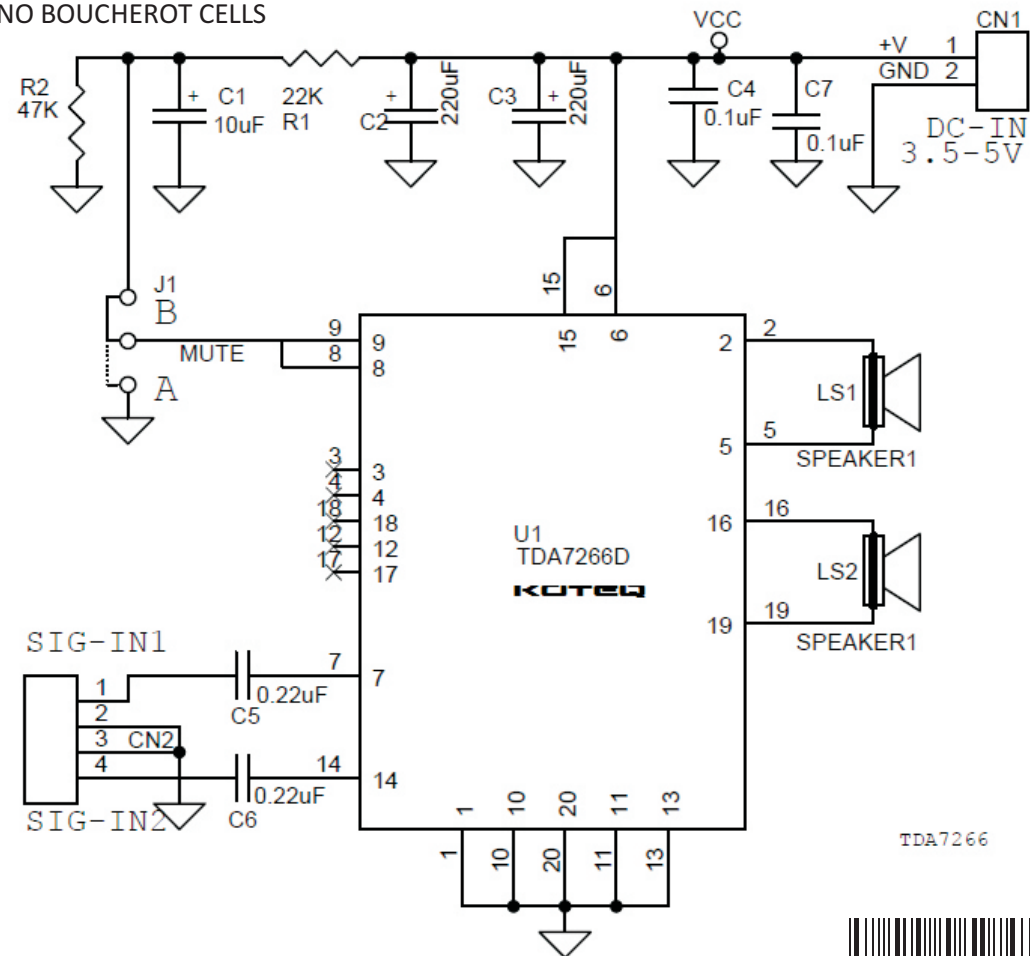 NO BOUCHEROT CELLS
VCC
CN1
+V 1
GND 2
DC-IN
3.5-5V
R2
47K
+ C1
10uF
22K
R1
+
C2
220uF
C3 +
220uF
C4
0.1uF
C7
0.1uF
J1
B
A
MUTE
15
6
15
6
9
8
9
8
3
4
18
12
17
3
4
18
12
17
2
2
5
5
LS1
SPEAKER1
16
16
19
19
LS2
SPEAKER1
U1
TDA7266D
KOTEQ
SIG-IN1
1
2
3
4
CN2
SIG-IN2
0.22uF
C5
7
7
0.22uF
C6
14
14
1 10 20 11 13
1 10 20 11 13
TDA7266